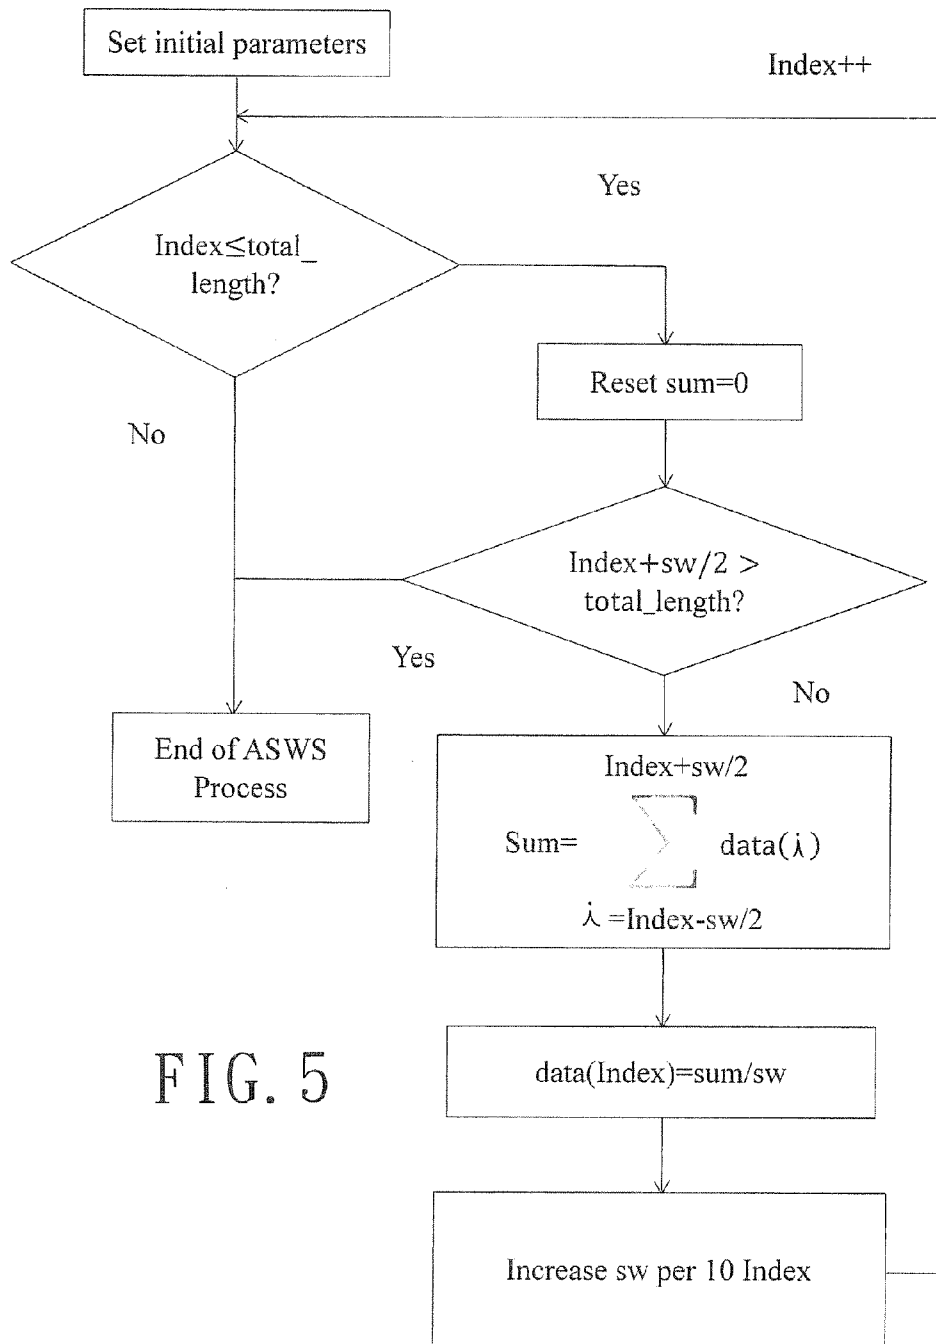 Set initial parameters
Index++
Yes
Index≤total_
length?
Reset sum=0
No
Index+sw/2 >
total_length?
Yes
No
End of ASWS
Process
Index+sw/2
Sum= ∑ data(i)
i=Index-sw/2
FIG. 5
data(Index)=sum/sw
Increase sw per 10 Index